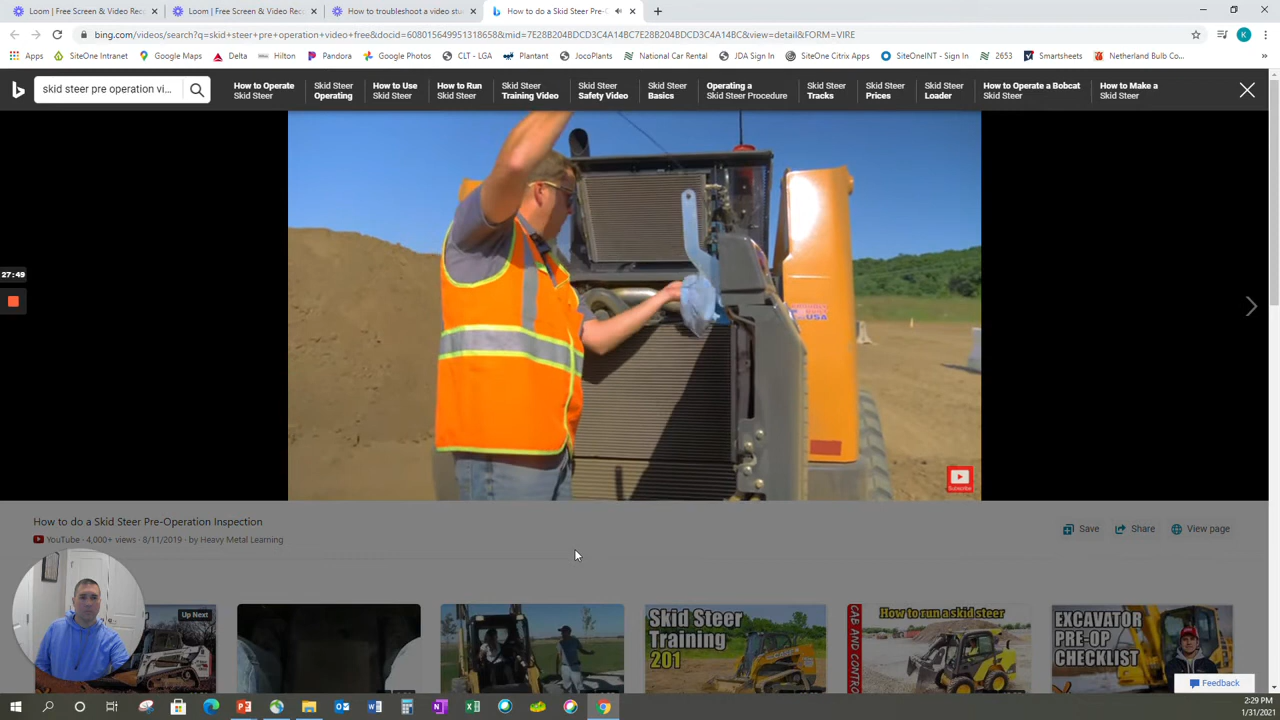 Loom | Free Screen & Video Rec
Loom | Free Screen & Video Rec
How to troubleshoot a video stu
How to do a Skid Steer Pre-O
bing.com/videos/search?q=skid+steer+pre+operation+video+free&docid=608015649951318658&mid=7E28B204BDCD3C4A14BC7E28B204BDCD3C4A14BC&view=detail&FORM=VIRE
K
Apps
SiteOne Intranet
Google Maps
Delta
Hilton
Pandora
Google Photos
CLT - LGA
Plantant
JocoPlants
National Car Rental
JDA Sign In
SiteOne Citrix Apps
SiteOneINT - Sign In
2653
Smartsheets
Netherland Bulb Co...
skid steer pre operation vi...
How to Operate
Skid Steer
Skid Steer
Operating
How to Use
Skid Steer
How to Run
Skid Steer
Skid Steer
Training Video
Skid Steer
Safety Video
Skid Steer
Basics
Operating a
Skid Steer Procedure
Skid Steer
Tracks
Skid Steer
Prices
Skid Steer
Loader
How to Operate a Bobcat
Skid Steer
How to Make a
Skid Steer
27:49
USA
Subscribe
How to do a Skid Steer Pre-Operation Inspection
YouTube · 4,000+ views · 8/11/2019 · by Heavy Metal Learning
Save
Share
View page
Up Next
Skid Steer
Training
201
CAB AND CONTRO
How to run a skid steer
EXCAVATOR
PRE-OP
CHECKLIST
Feedback
2:29 PM
1/31/2021